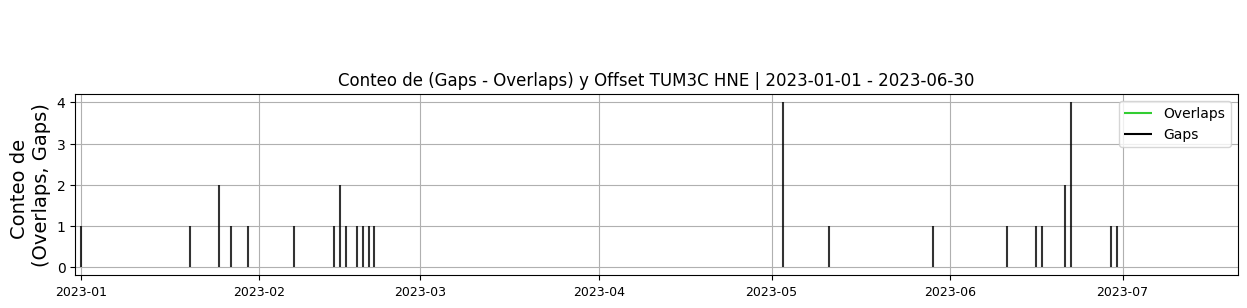 Conteo de (Gaps - Overlaps) y Offset TUM3C HNE | 2023-01-01 - 2023-06-30
Conteo de
(Overlaps, Gaps)
4
3
2
1
0
Overlaps
Gaps
2023-01
2023-02
2023-03
2023-04
2023-05
2023-06
2023-07